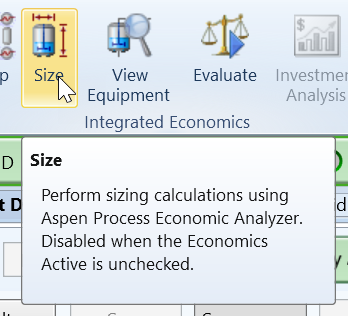 p Size View Evaluate Investmen
Equipment Analysis
Integrated Economics
D
Size
Perform sizing calculations using
Aspen Process Economic Analyzer.
Disabled when the Economics
Active is unchecked.